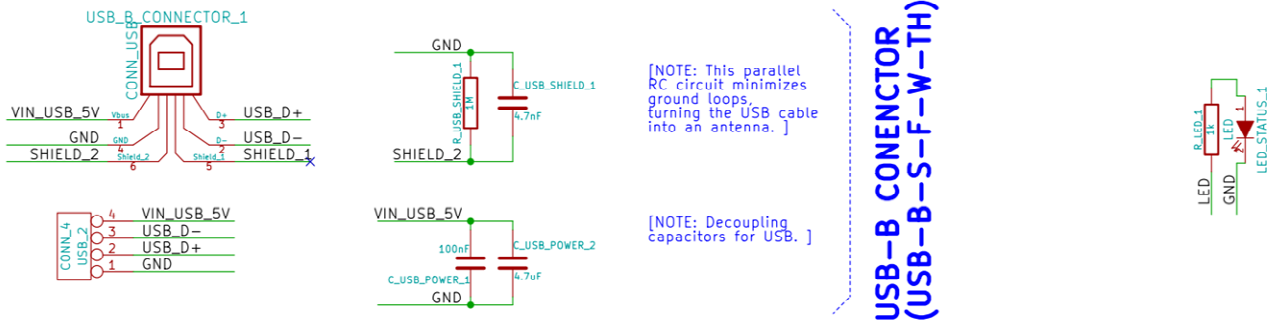 USB_B_CONNECTOR_1
CONN_USB
VIN_USB_5V
Vbus
1
D+
3
USB_D+
GND
GND
4
D-
2
USB_D-
SHIELD_2
Shield_2
6
Shield_1
5
SHIELD_1
CONN_4
USB_2
4
VIN_USB_5V
3
USB_D-
2
USB_D+
1
GND
GND
R_USB_SHIELD_1
1M
C_USB_SHIELD_1
4.7nF
SHIELD_2
VIN_USB_5V
100nF
C_USB_POWER_1
C_USB_POWER_2
4.7uF
GND
[NOTE: This parallel
RC circuit minimizes
ground loops,
turning the USB cable
into an antenna. ]
[NOTE: Decoupling
capacitors for USB. ]
USB-B CONENCTOR
(USB-B-S-F-W-TH)
R_LED_1
1k
LED
1
2
LED_STATUS_1
LED
GND